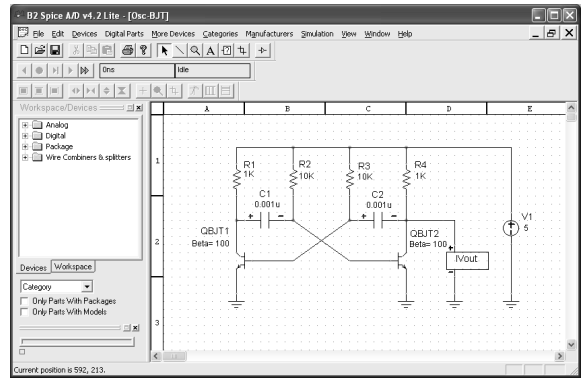 B2 Spice A/D v4.2 Lite - [Osc-BJT]
File Edit Devices Digital Parts More Devices Categories Manufacturers Simulation View Window Help
0ns Idle
Workspace/Devices
Analog
Digital
Package
Wire Combiners & splitters
Devices Workspace
Category
Only Parts With Packages
Only Parts With Models
Current position is 592, 213.
A B C D E
1
2
3
R1
1K
R2
10K
R3
10K
R4
1K
C1
0.001u
C2
0.001u
+ -
+ -
QBJT1
Beta= 100
QBJT2
Beta= 100
+
IVout
-
V1
5